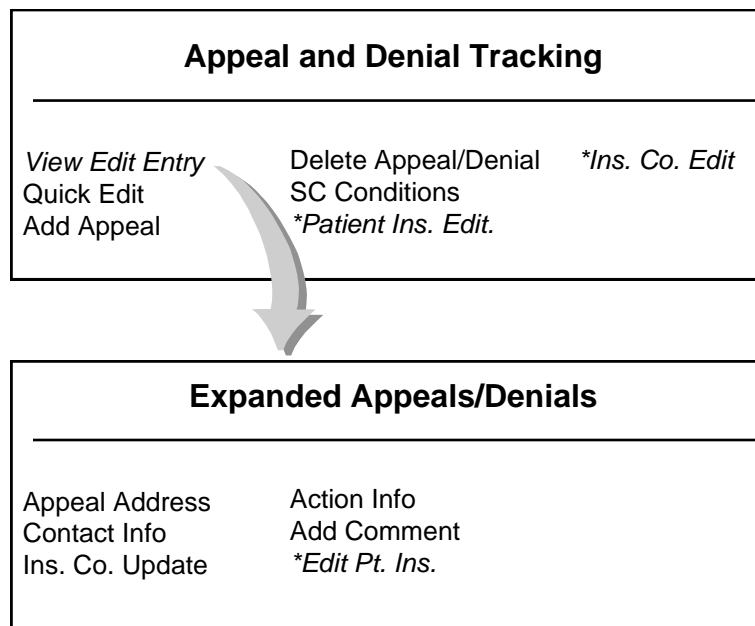 Appeal and Denial Tracking
View Edit Entry
Quick Edit
Add Appeal
Delete Appeal/Denial
SC Conditions
*Patient Ins. Edit.
*Ins. Co. Edit
Expanded Appeals/Denials
Appeal Address
Contact Info
Ins. Co. Update
Action Info
Add Comment
*Edit Pt. Ins.